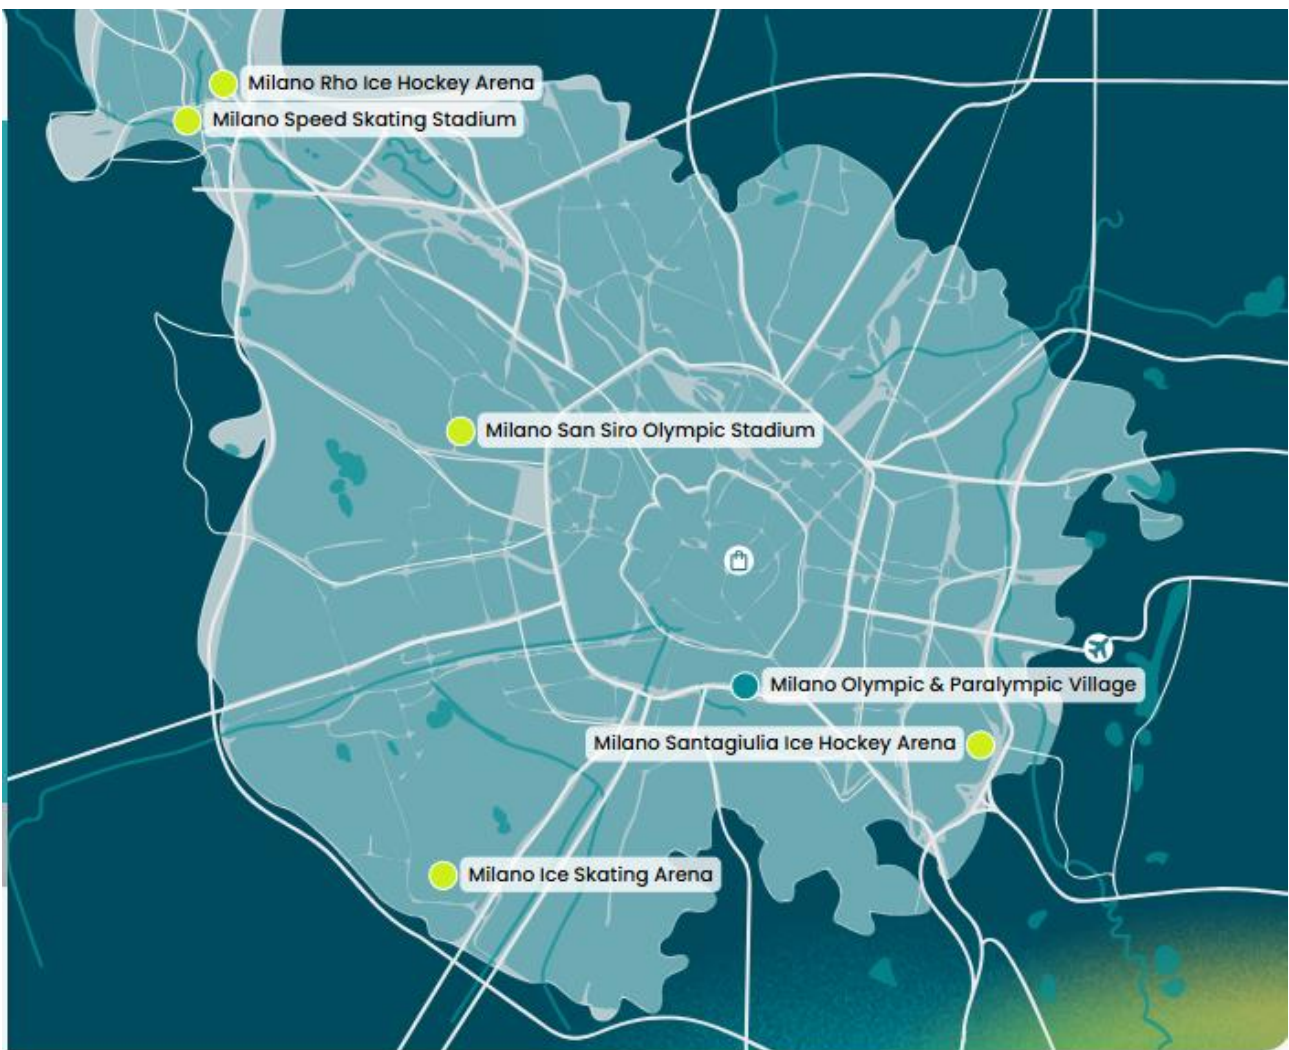 Milano Rho Ice Hockey Arena
Milano Speed Skating Stadium
Milano San Siro Olympic Stadium
Milano Olympic & Paralympic Village
Milano Santagiulia Ice Hockey Arena
Milano Ice Skating Arena